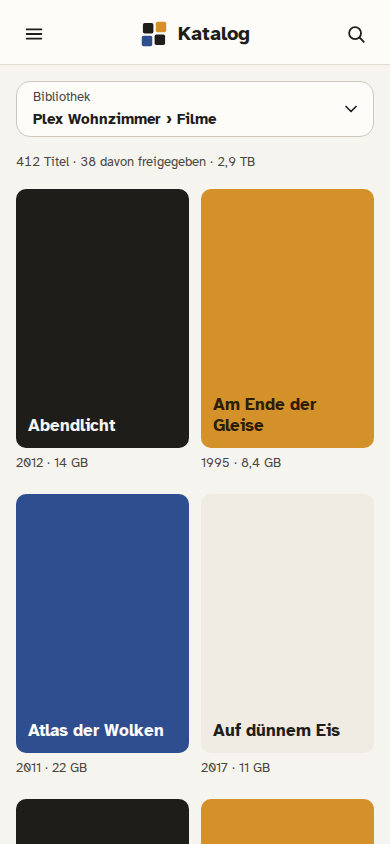 Katalog
Bibliothek
Plex Wohnzimmer › Filme
412 Titel · 38 davon freigegeben · 2,9 TB
Abendlicht
2012 · 14 GB
Am Ende der
Gleise
1995 · 8,4 GB
Atlas der Wolken
2011 · 22 GB
Auf dünnem Eis
2017 · 11 GB